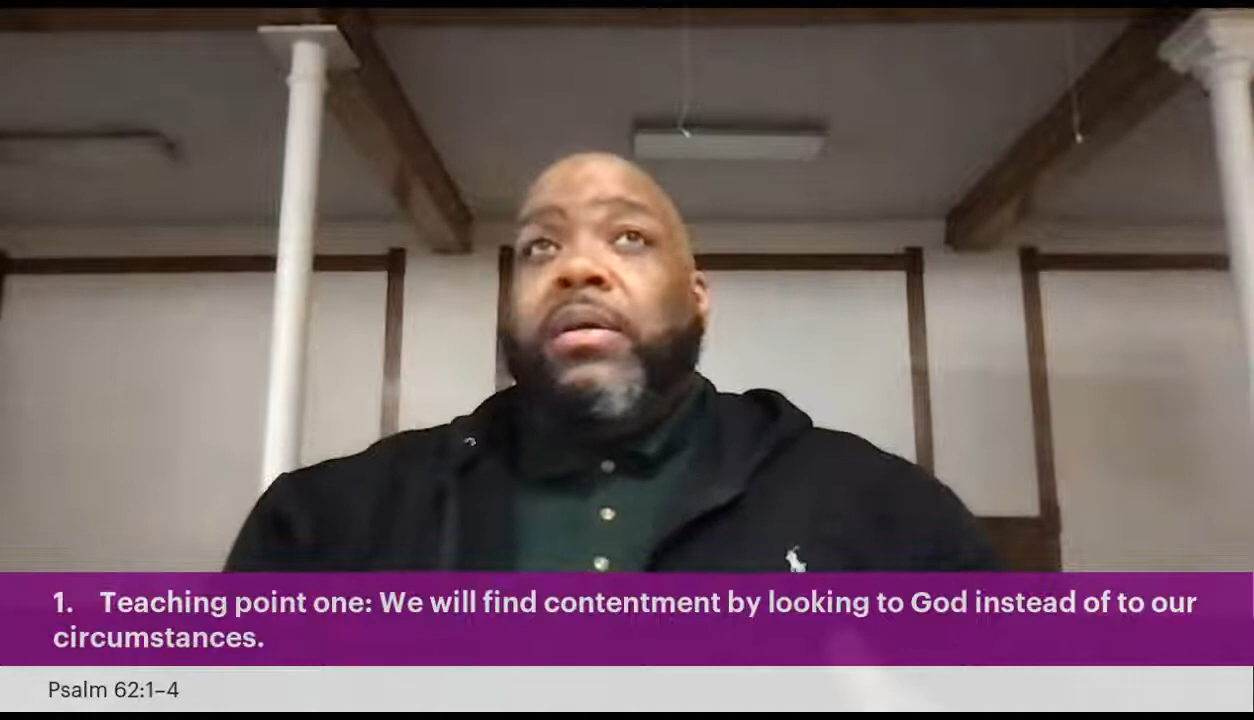 1. Teaching point one: We will find contentment by looking to God instead of to our
circumstances.
Psalm 62:1–4